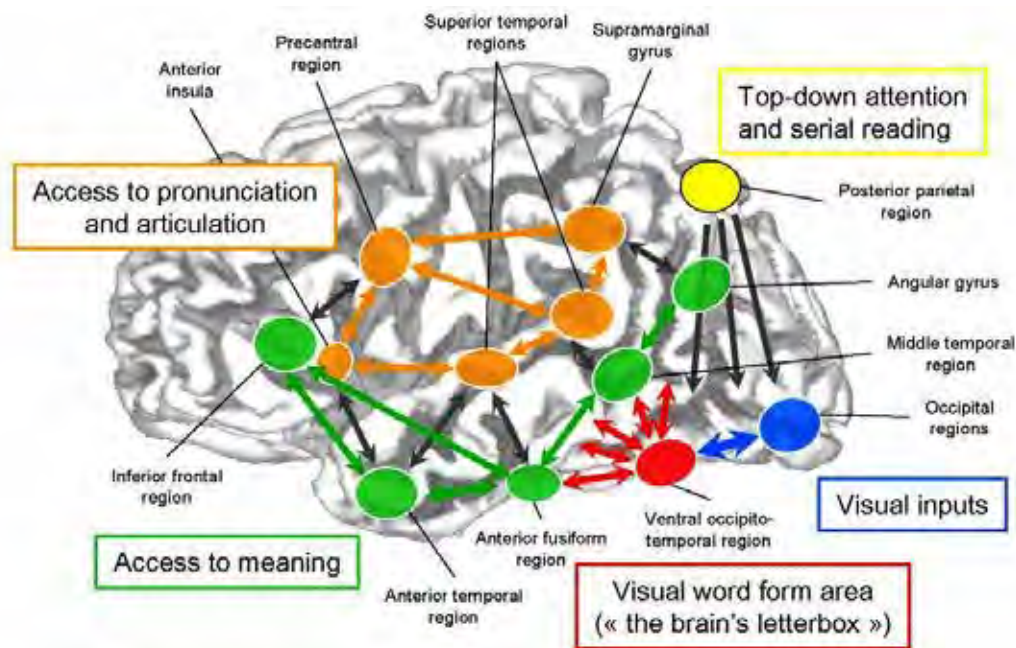 Superior temporal
regions
Supramarginal
gyrus
Precentral
region
Anterior
insula
Top-down attention
and serial reading
Access to pronunciation
and articulation
Posterior parietal
region
Angular gyrus
Middle temporal
region
Occipital
regions
Inferior frontal
region
Visual inputs
Ventral occipito-
temporal region
Anterior fusiform
region
Access to meaning
Anterior temporal
region
Visual word form area
(« the brain's letterbox »)